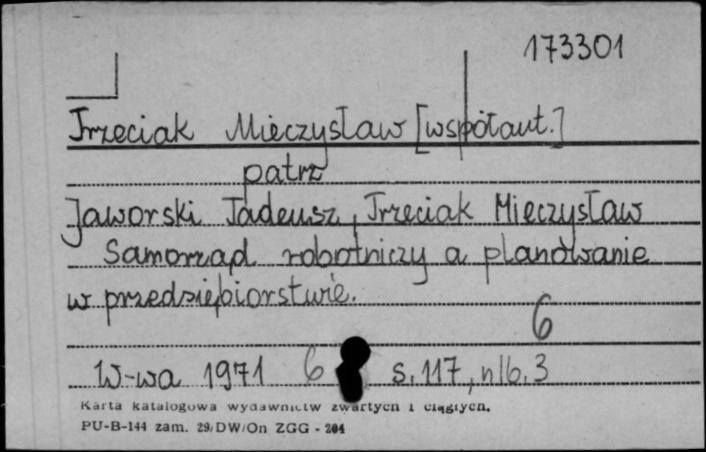 173301
Trzeciak Mieczysław [współaut.]
patrz
Jaworski Tadeusz, Trzeciak Mieczysław
Samorząd robotniczy a planowanie
w przedsiębiorstwie.
6
W-wa 1971 6 s. 117, nlb. 3
Karta katalogowa wydawnictw zwartych i ciągłych.
PU-B-144 zam. 29/DW/On ZGG - 204